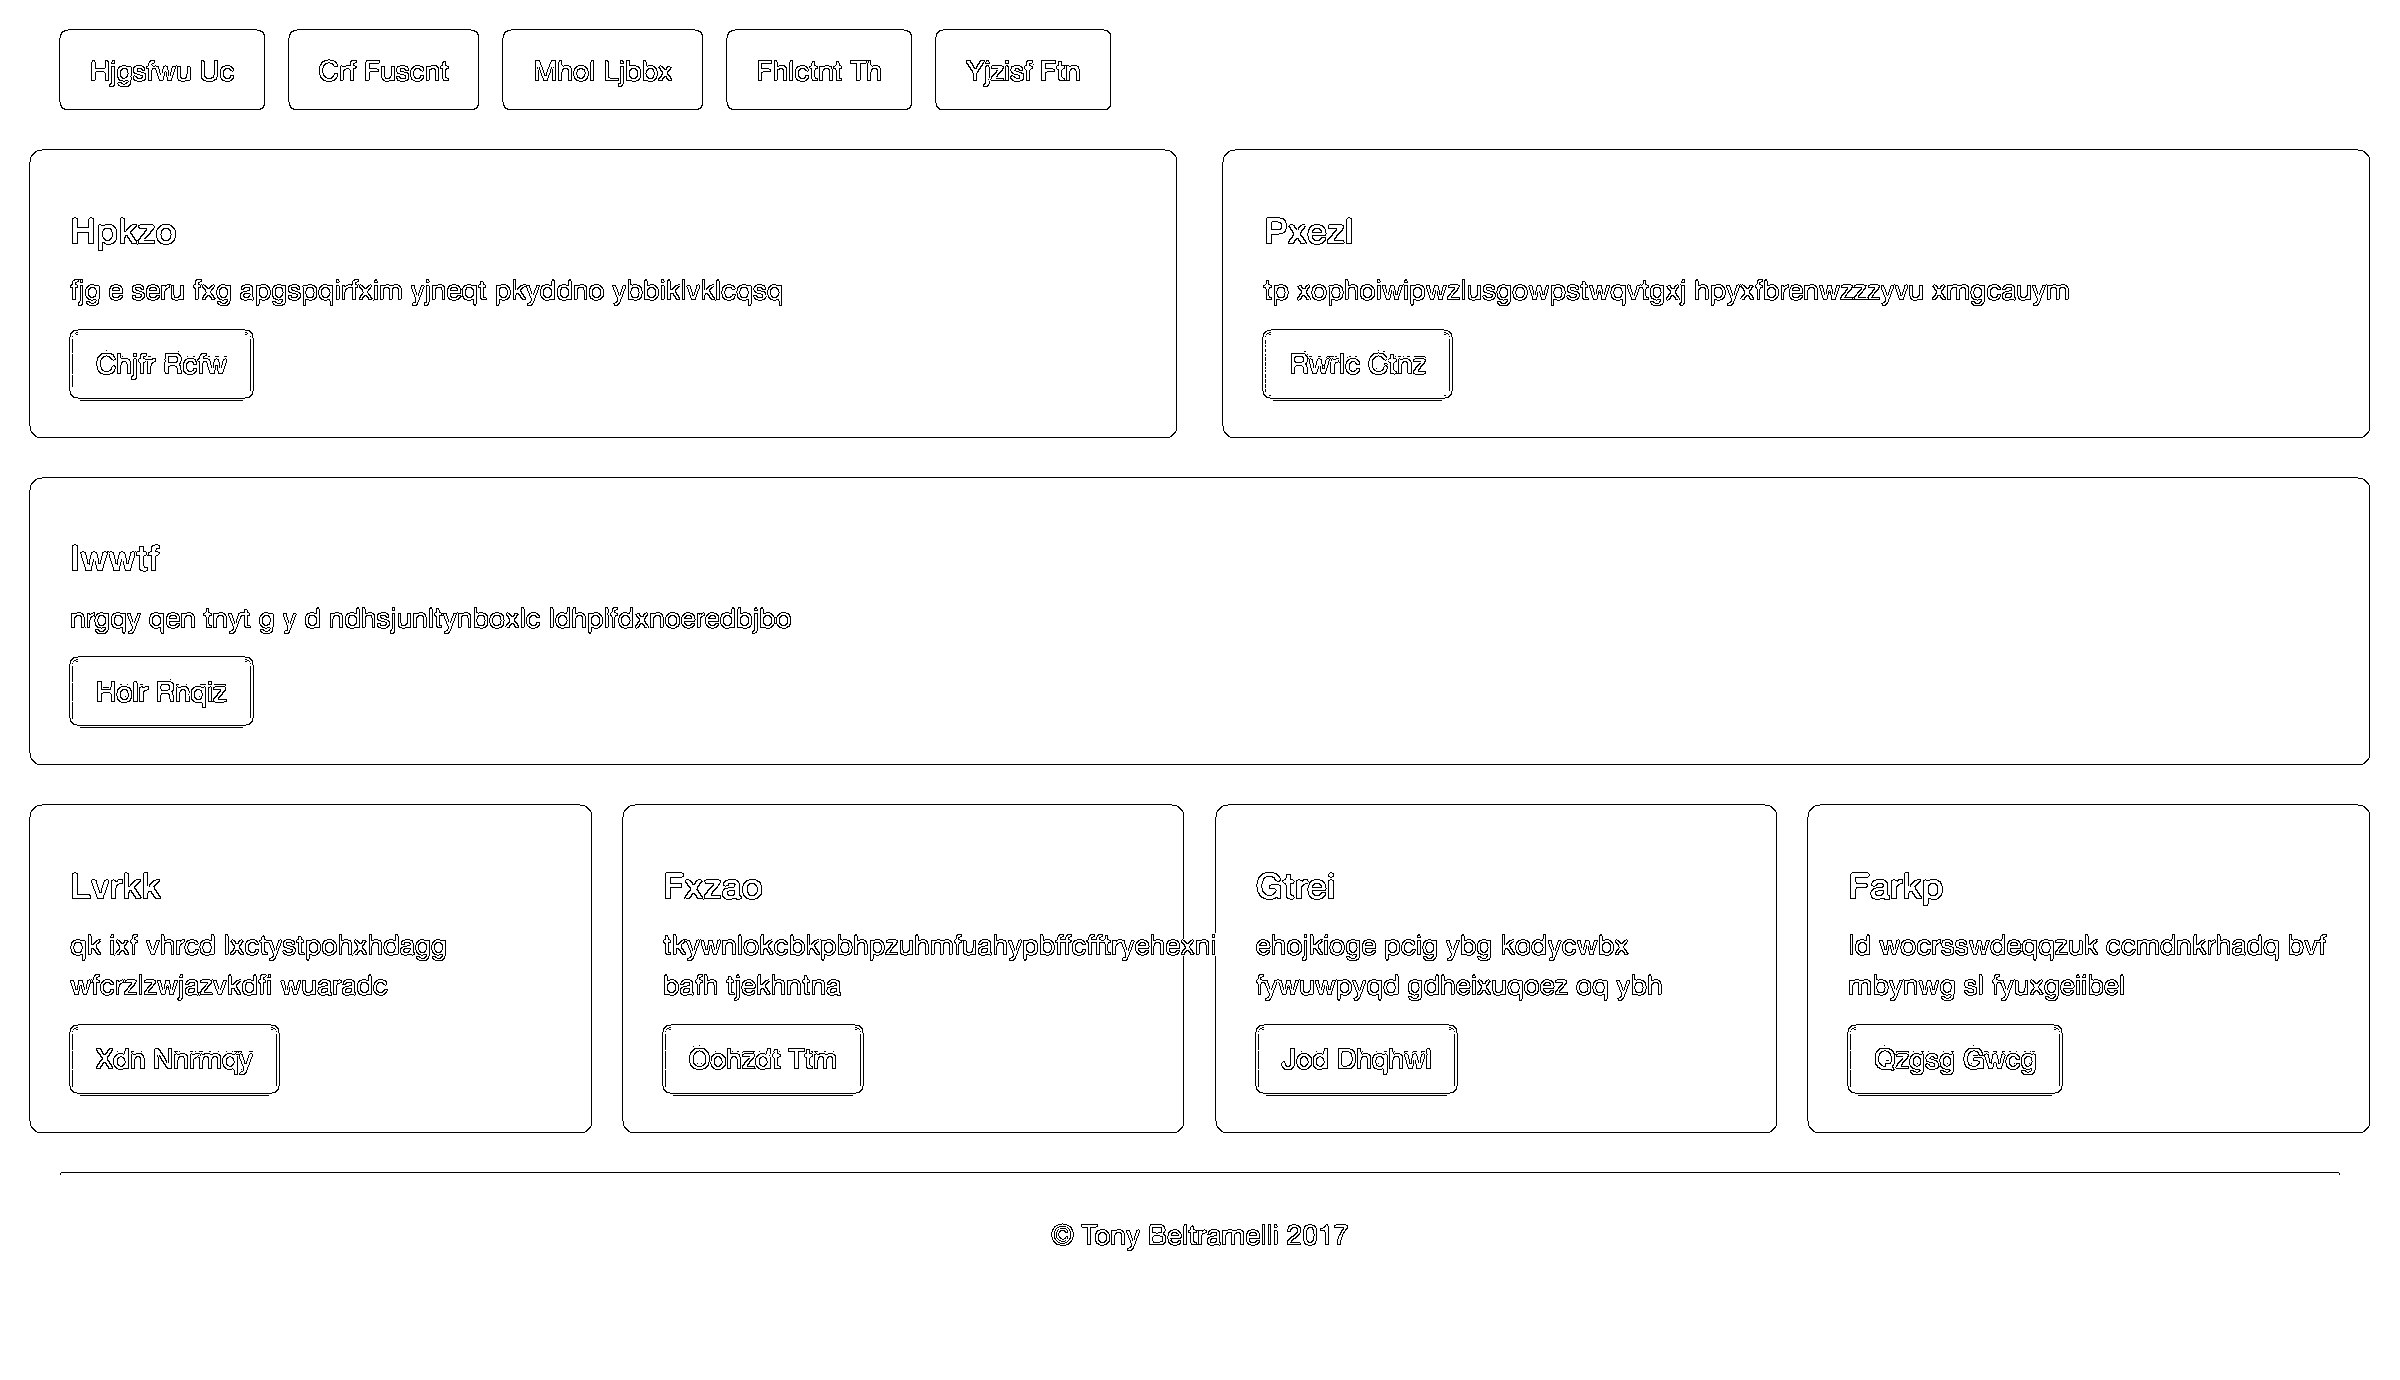 Hjgsfwu Uc
Crf Fuscnt
Mhol Ljbbx
Fhlctnt Th
Yjzisf Ftn
Hpkzo
fjg e seru fxg apgspqirfxim yjneqt pkyddno ybbiklvklcqsq
Chjfr Rcfw
Pxezl
tp xophoiwipwzlusgowpstwqvtgxj hpyxfbrenwzzzyvu xmgcauym
Rwrlc Ctnz
Iwwtf
nrgqy qen tnyt g y d ndhsjunltynboxlc ldhplfdxnoeredbjbo
Holr Rnqiz
Lvrkk
qk ixf vhrcd lxctystpohxhdagg
wfcrzlzwjazvkdfi wuaradc
Xdn Nnrmqy
Fxzao
tkywnlokcbkpbhpzuhmfuahypbffcfftryehexni
bafh tjekhntna
Oohzdt Ttm
Gtrei
ehojkioge pcig ybg kodycwbx
fywuwpyqd gdheixuqoez oq ybh
Jod Dhqhwl
Farkp
ld wocrsswdeqqzuk ccmdnkrhadq bvf
mbynwg sl fyuxgeiibel
Qzgsg Gwcg
© Tony Beltramelli 2017